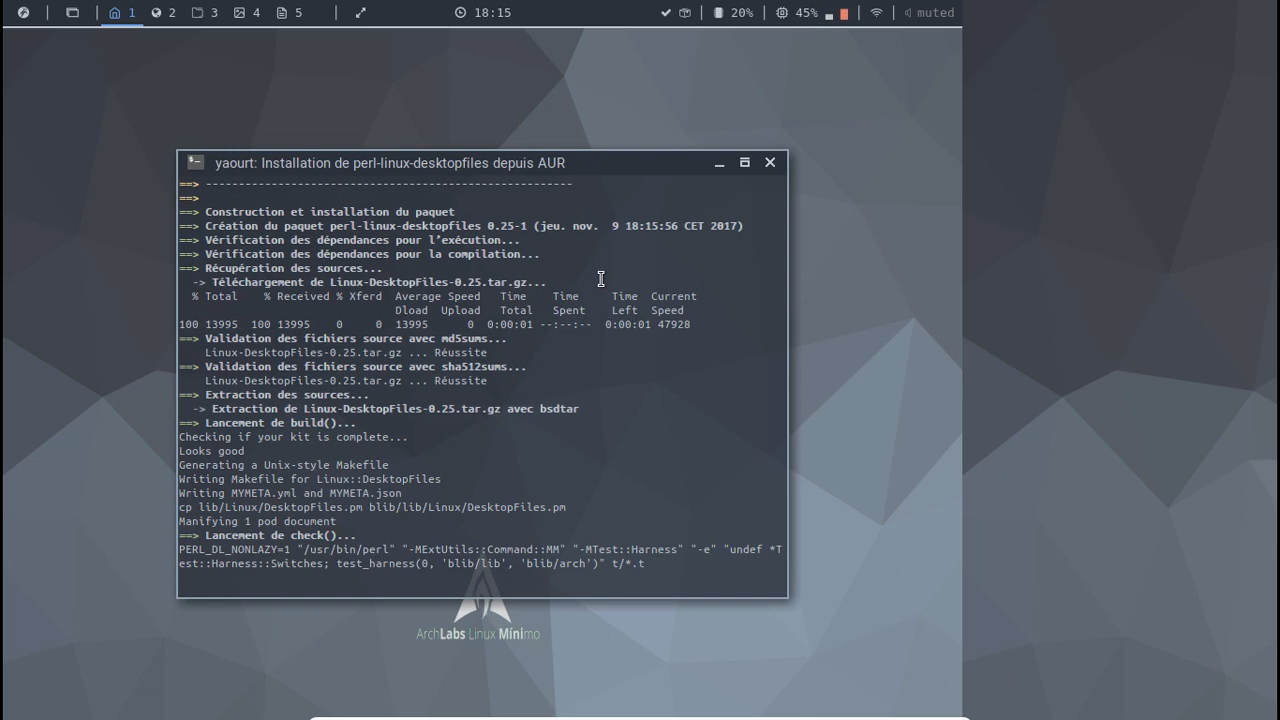 1 2 3 4 5 18:15 20% 45% muted
yaourt: Installation de perl-linux-desktopfiles depuis AUR
==> -------------------------------------------------------
==>
==> Construction et installation du paquet
==> Création du paquet perl-linux-desktopfiles 0.25-1 (jeu. nov.  9 18:15:56 CET 2017)
==> Vérification des dépendances pour l’exécution...
==> Vérification des dépendances pour la compilation...
==> Récupération des sources...
  -> Téléchargement de Linux-DesktopFiles-0.25.tar.gz...
  % Total    % Received % Xferd  Average Speed   Time    Time     Time  Current
                                 Dload  Upload   Total   Spent    Left  Speed
100 13995  100 13995    0     0  13995      0  0:00:01 --:--:--  0:00:01 47928
==> Validation des fichiers source avec md5sums...
    Linux-DesktopFiles-0.25.tar.gz ... Réussite
==> Validation des fichiers source avec sha512sums...
    Linux-DesktopFiles-0.25.tar.gz ... Réussite
==> Extraction des sources...
  -> Extraction de Linux-DesktopFiles-0.25.tar.gz avec bsdtar
==> Lancement de build()...
Checking if your kit is complete...
Looks good
Generating a Unix-style Makefile
Writing Makefile for Linux::DesktopFiles
Writing MYMETA.yml and MYMETA.json
cp lib/Linux/DesktopFiles.pm blib/lib/Linux/DesktopFiles.pm
Manifying 1 pod document
==> Lancement de check()...
PERL_DL_NONLAZY=1 "/usr/bin/perl" "-MExtUtils::Command::MM" "-MTest::Harness" "-e" "undef *T
est::Harness::Switches; test_harness(0, 'blib/lib', 'blib/arch')" t/*.t
ArchLabs Linux Mínimo